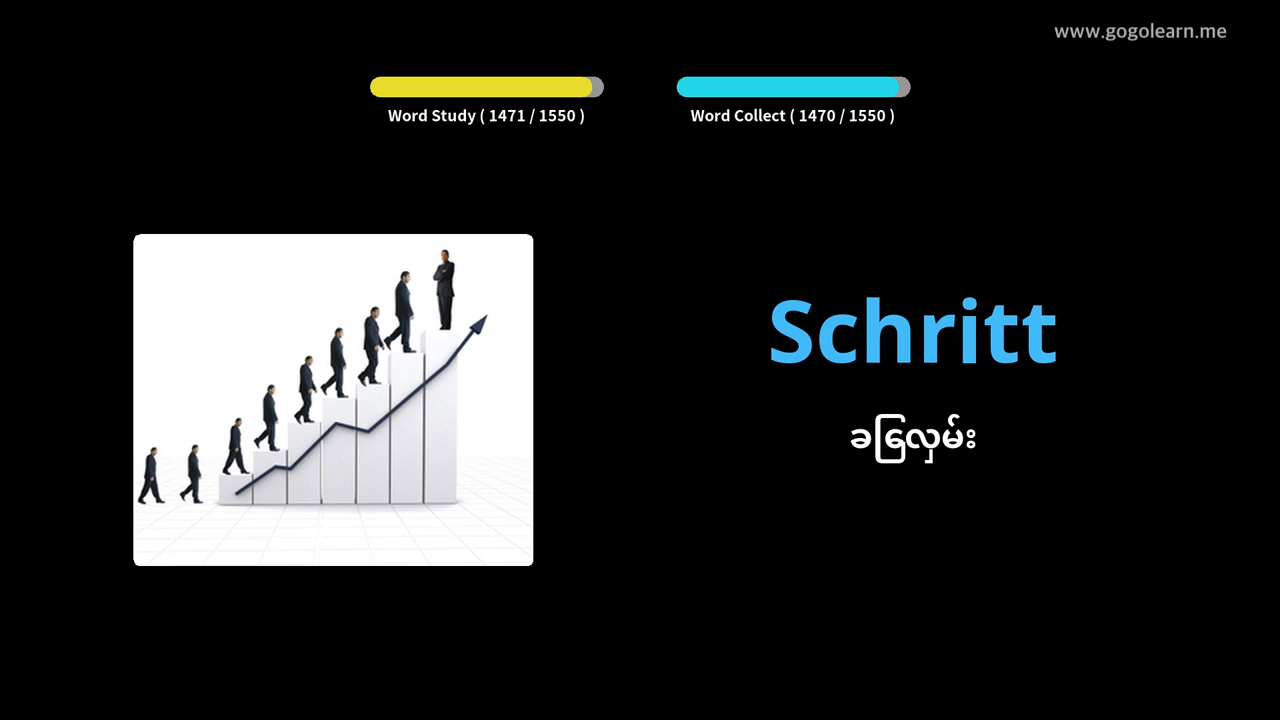 www.gogolearn.me
Word Study ( 1471 / 1550 )
Word Collect ( 1470 / 1550 )
Schritt
ခြေလှမ်း